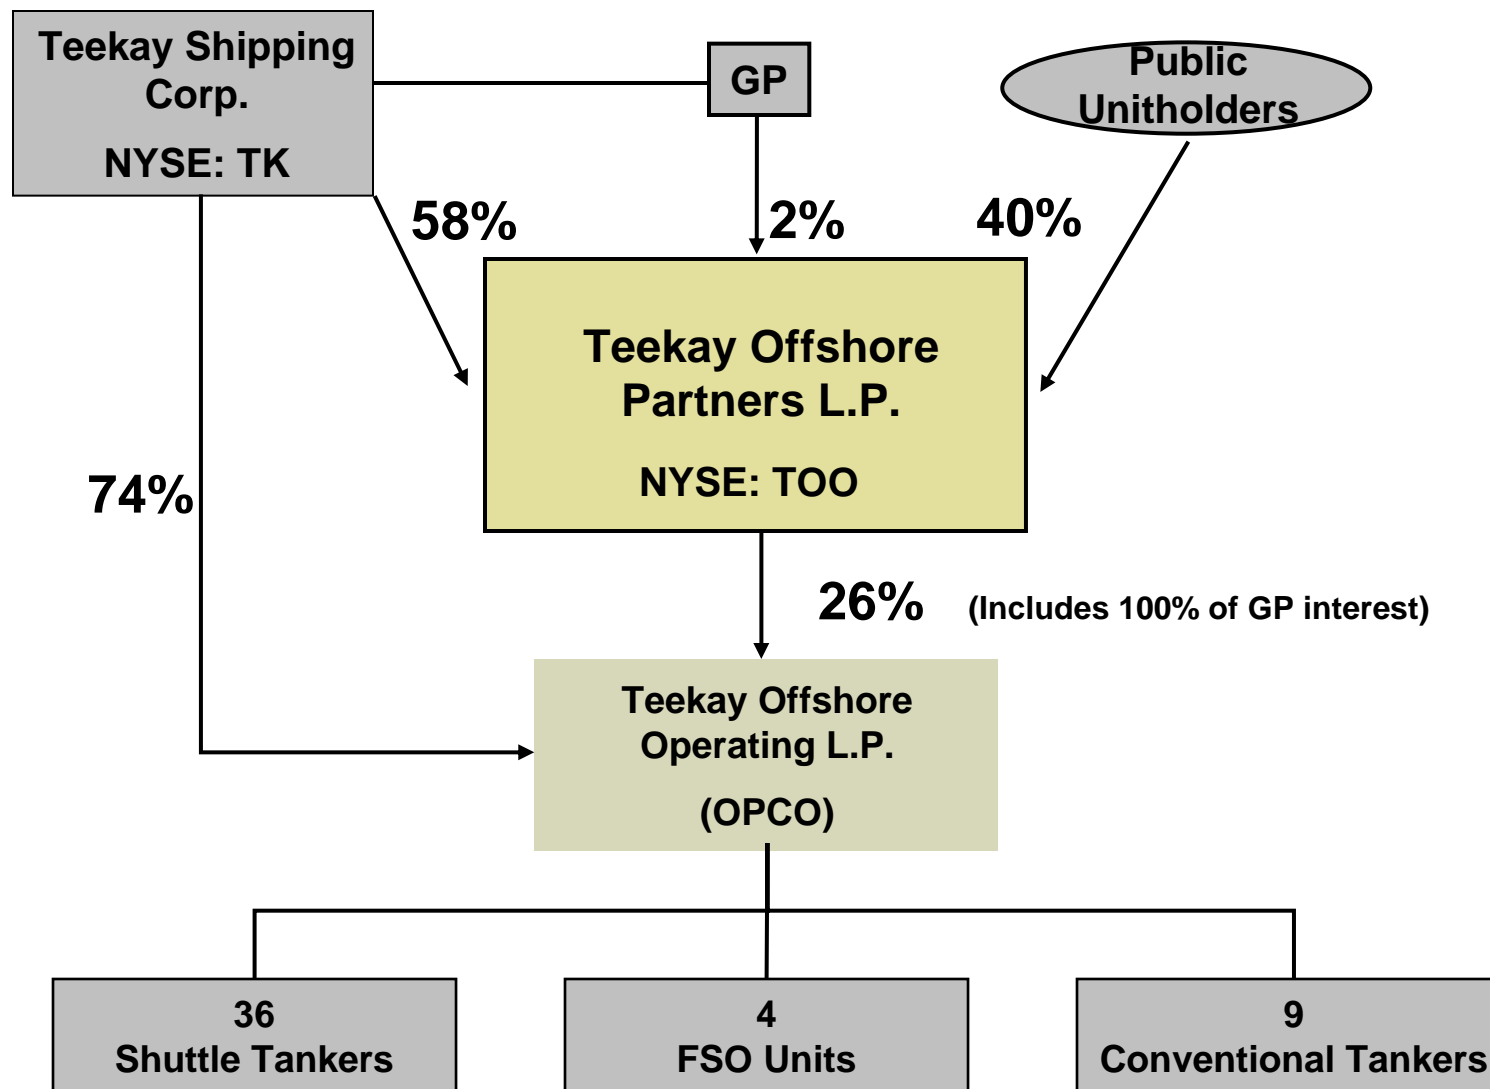 Teekay Shipping
Corp.
NYSE: TK
GP
Public
Unitholders
58%
2%
40%
Teekay Offshore
Partners L.P.
NYSE: TOO
74%
26%
(Includes 100% of GP interest)
Teekay Offshore
Operating L.P.
(OPCO)
36
Shuttle Tankers
4
FSO Units
9
Conventional Tankers